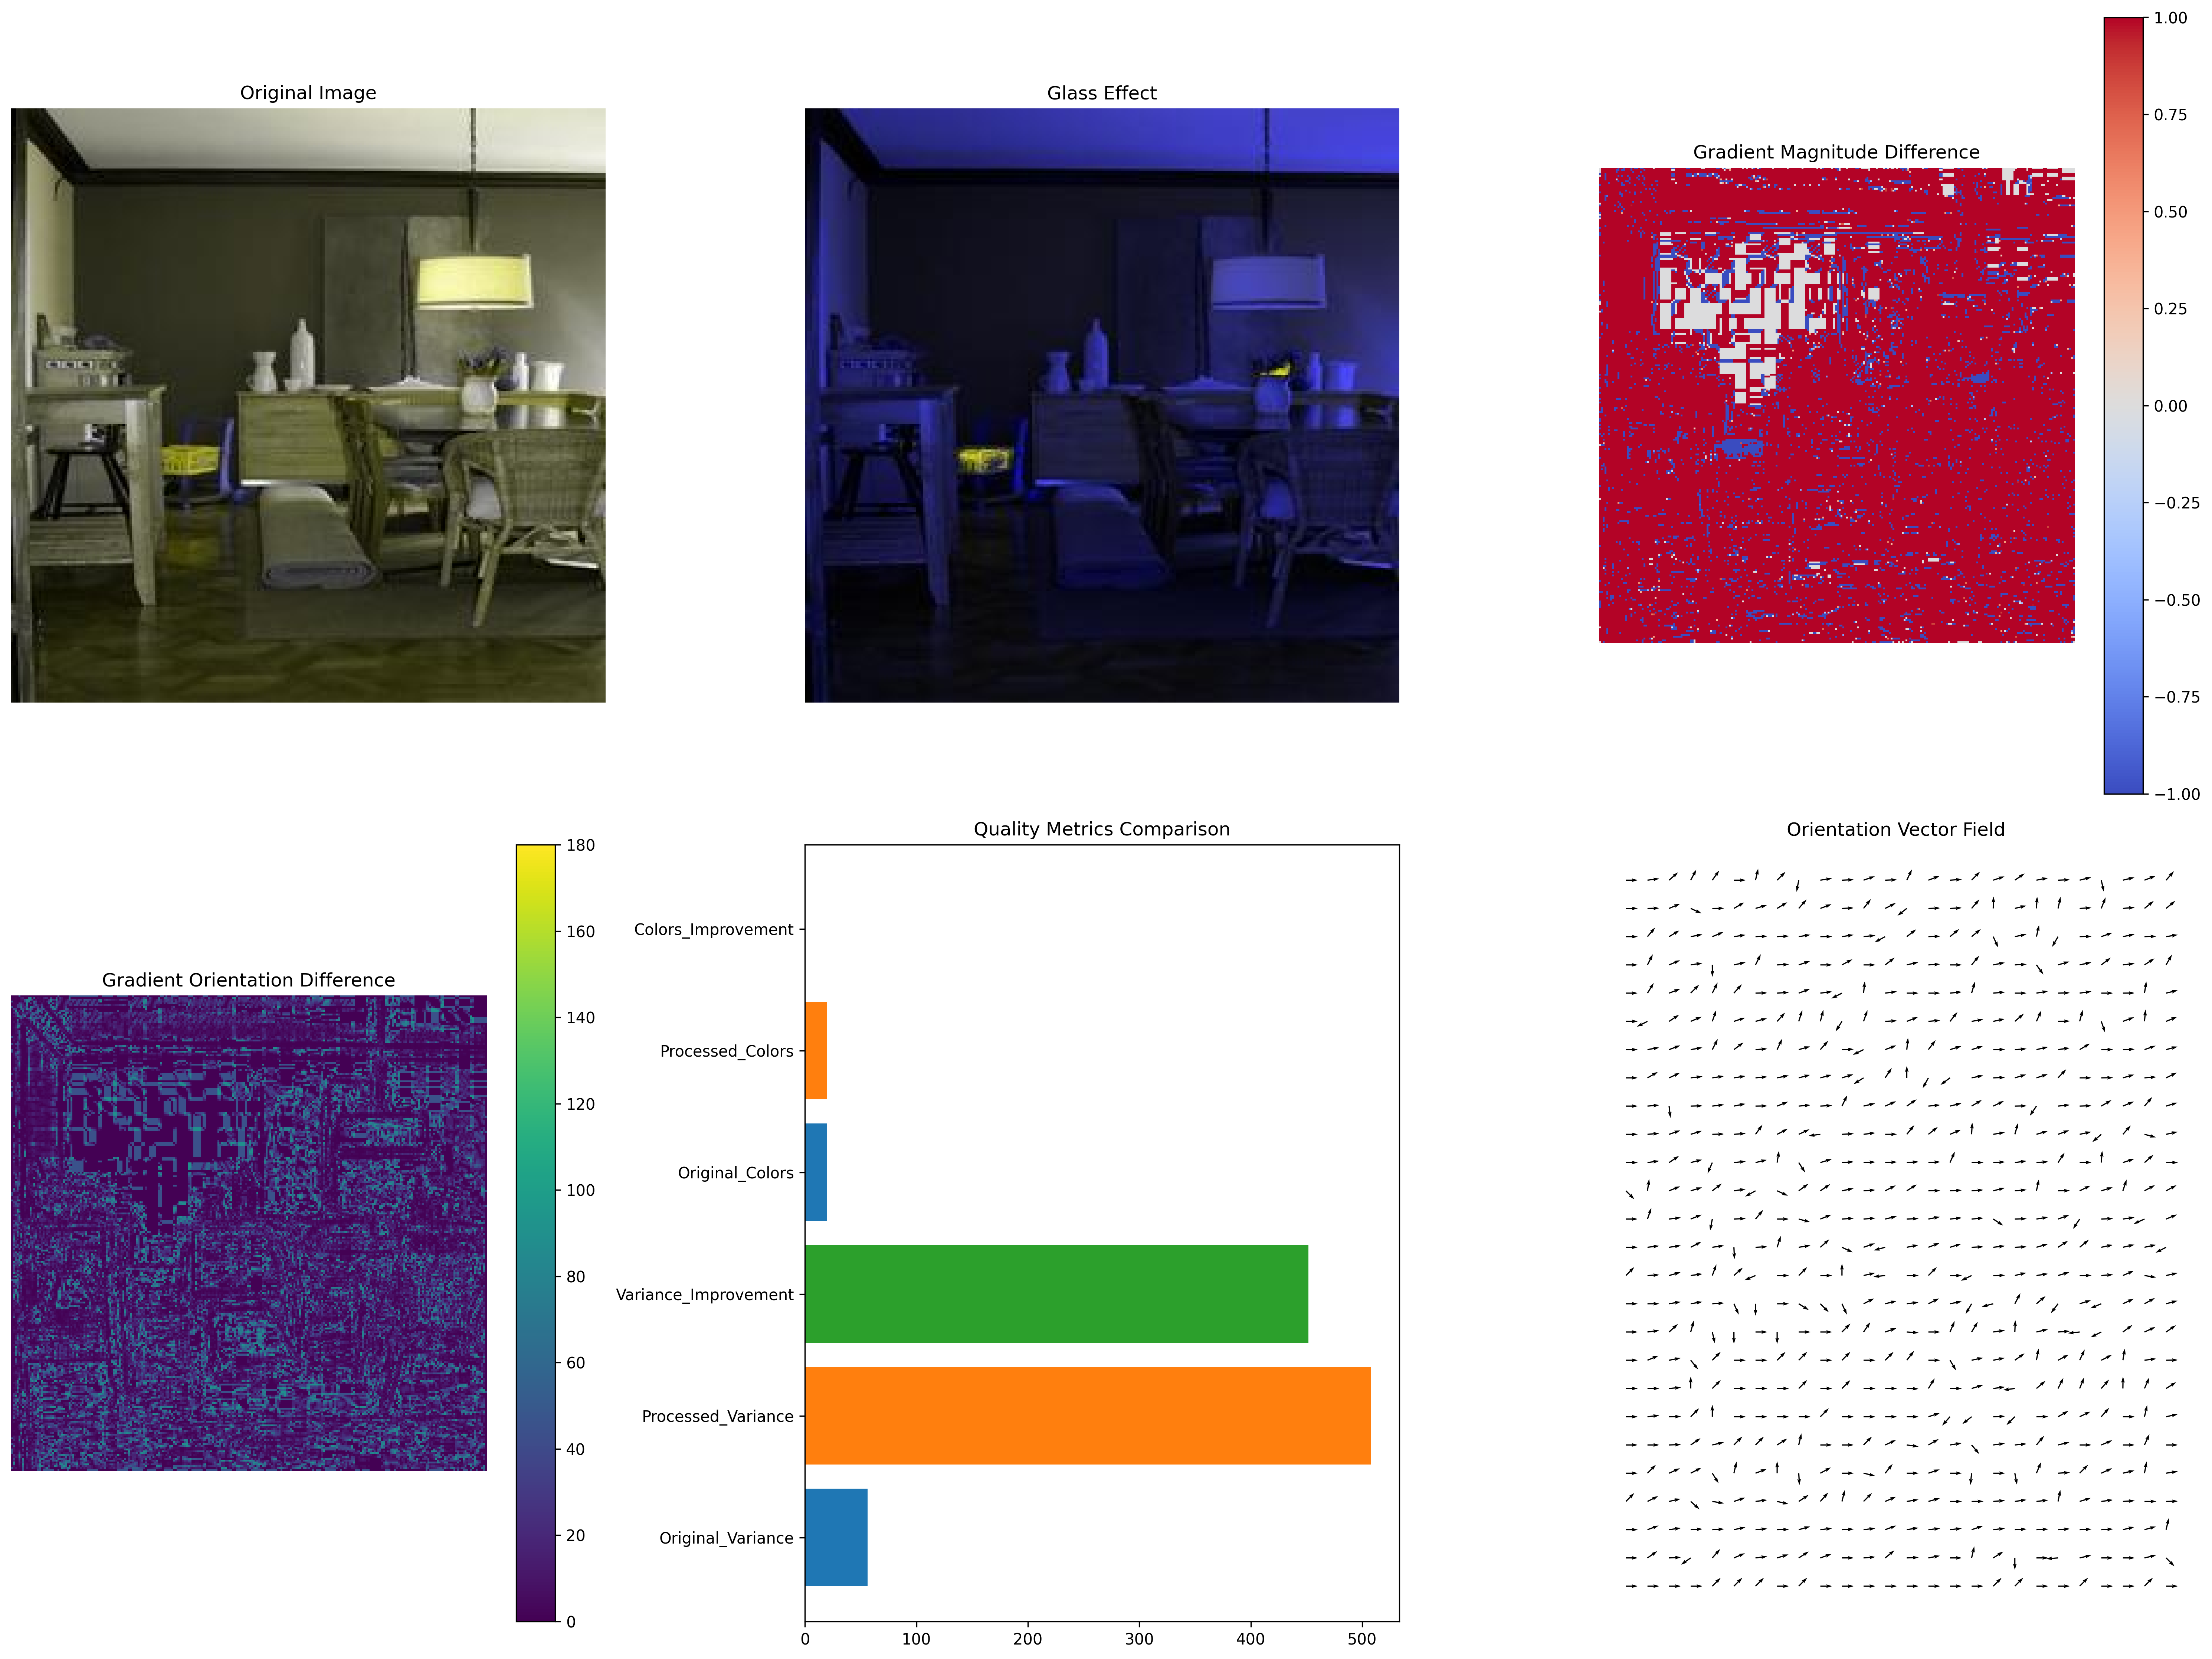 Original Image
Glass Effect
Gradient Magnitude Difference
1.00
0.75
0.50
0.25
0.00
−0.25
−0.50
−0.75
−1.00
Gradient Orientation Difference
180
160
140
120
100
80
60
40
20
0
Quality Metrics Comparison
Colors_Improvement
Processed_Colors
Original_Colors
Variance_Improvement
Processed_Variance
Original_Variance
0 100 200 300 400 500
Orientation Vector Field